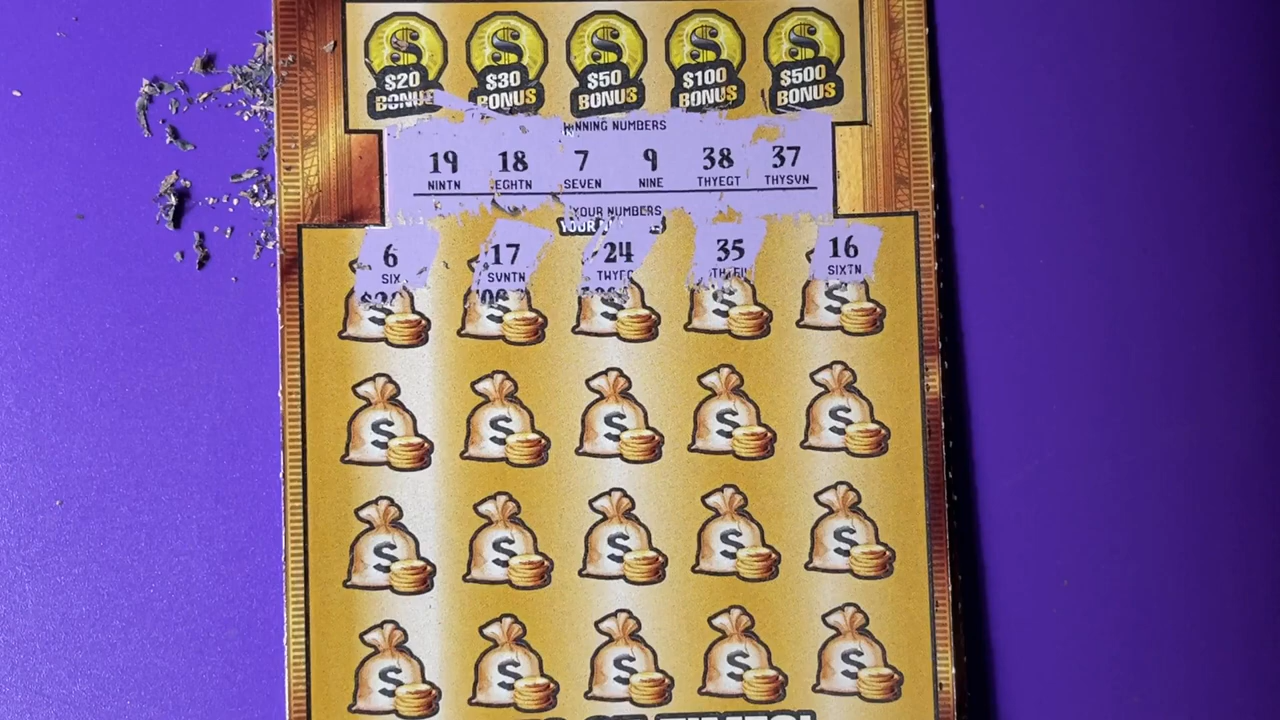 $20 $30 $50 $100 $500
BONUS BONUS BONUS BONUS BONUS
WINNING NUMBERS
19 18 7 9 38 37
NINTN EGHTN SEVEN NINE THYEGT THYSVN
YOUR NUMBERS
YOUR
6 17 24 35 16
SIX SVNTN SIXTN